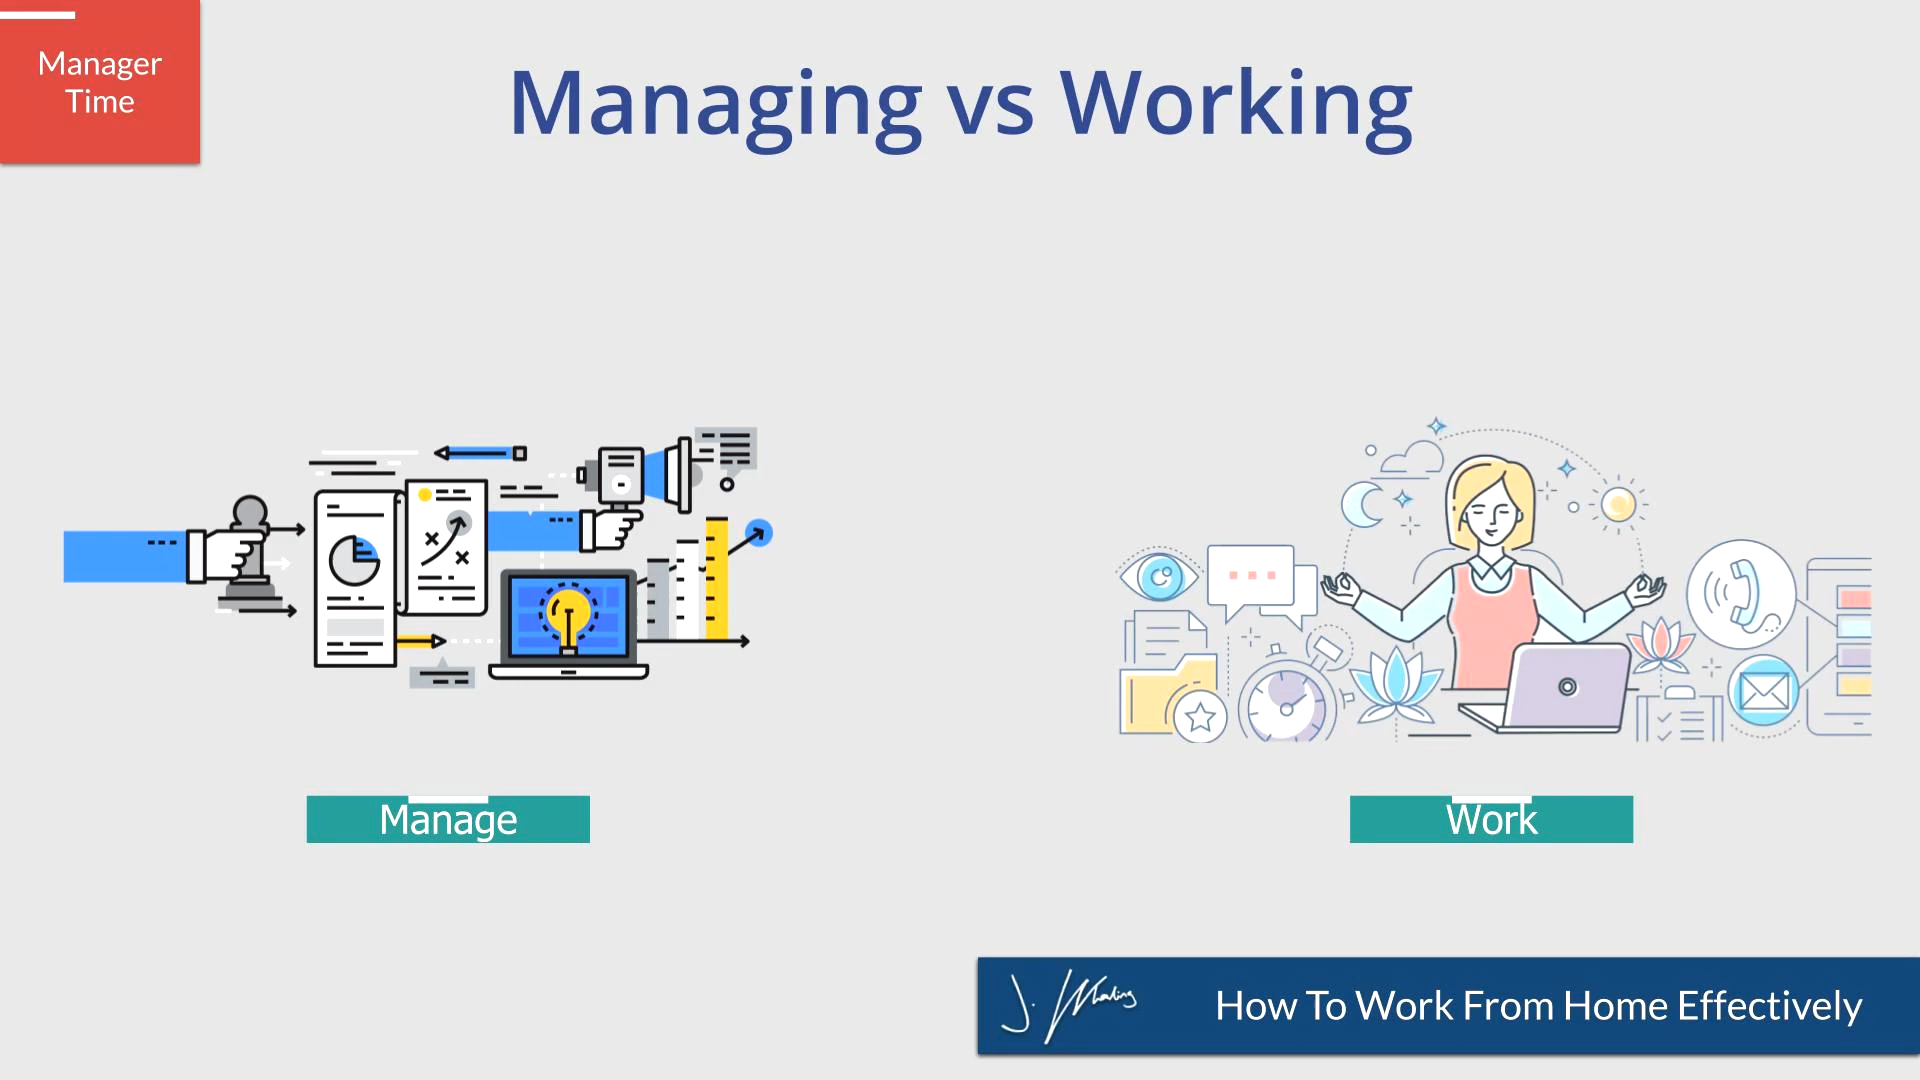 Manager
Time
Managing vs Working
Manage
Work
How To Work From Home Effectively